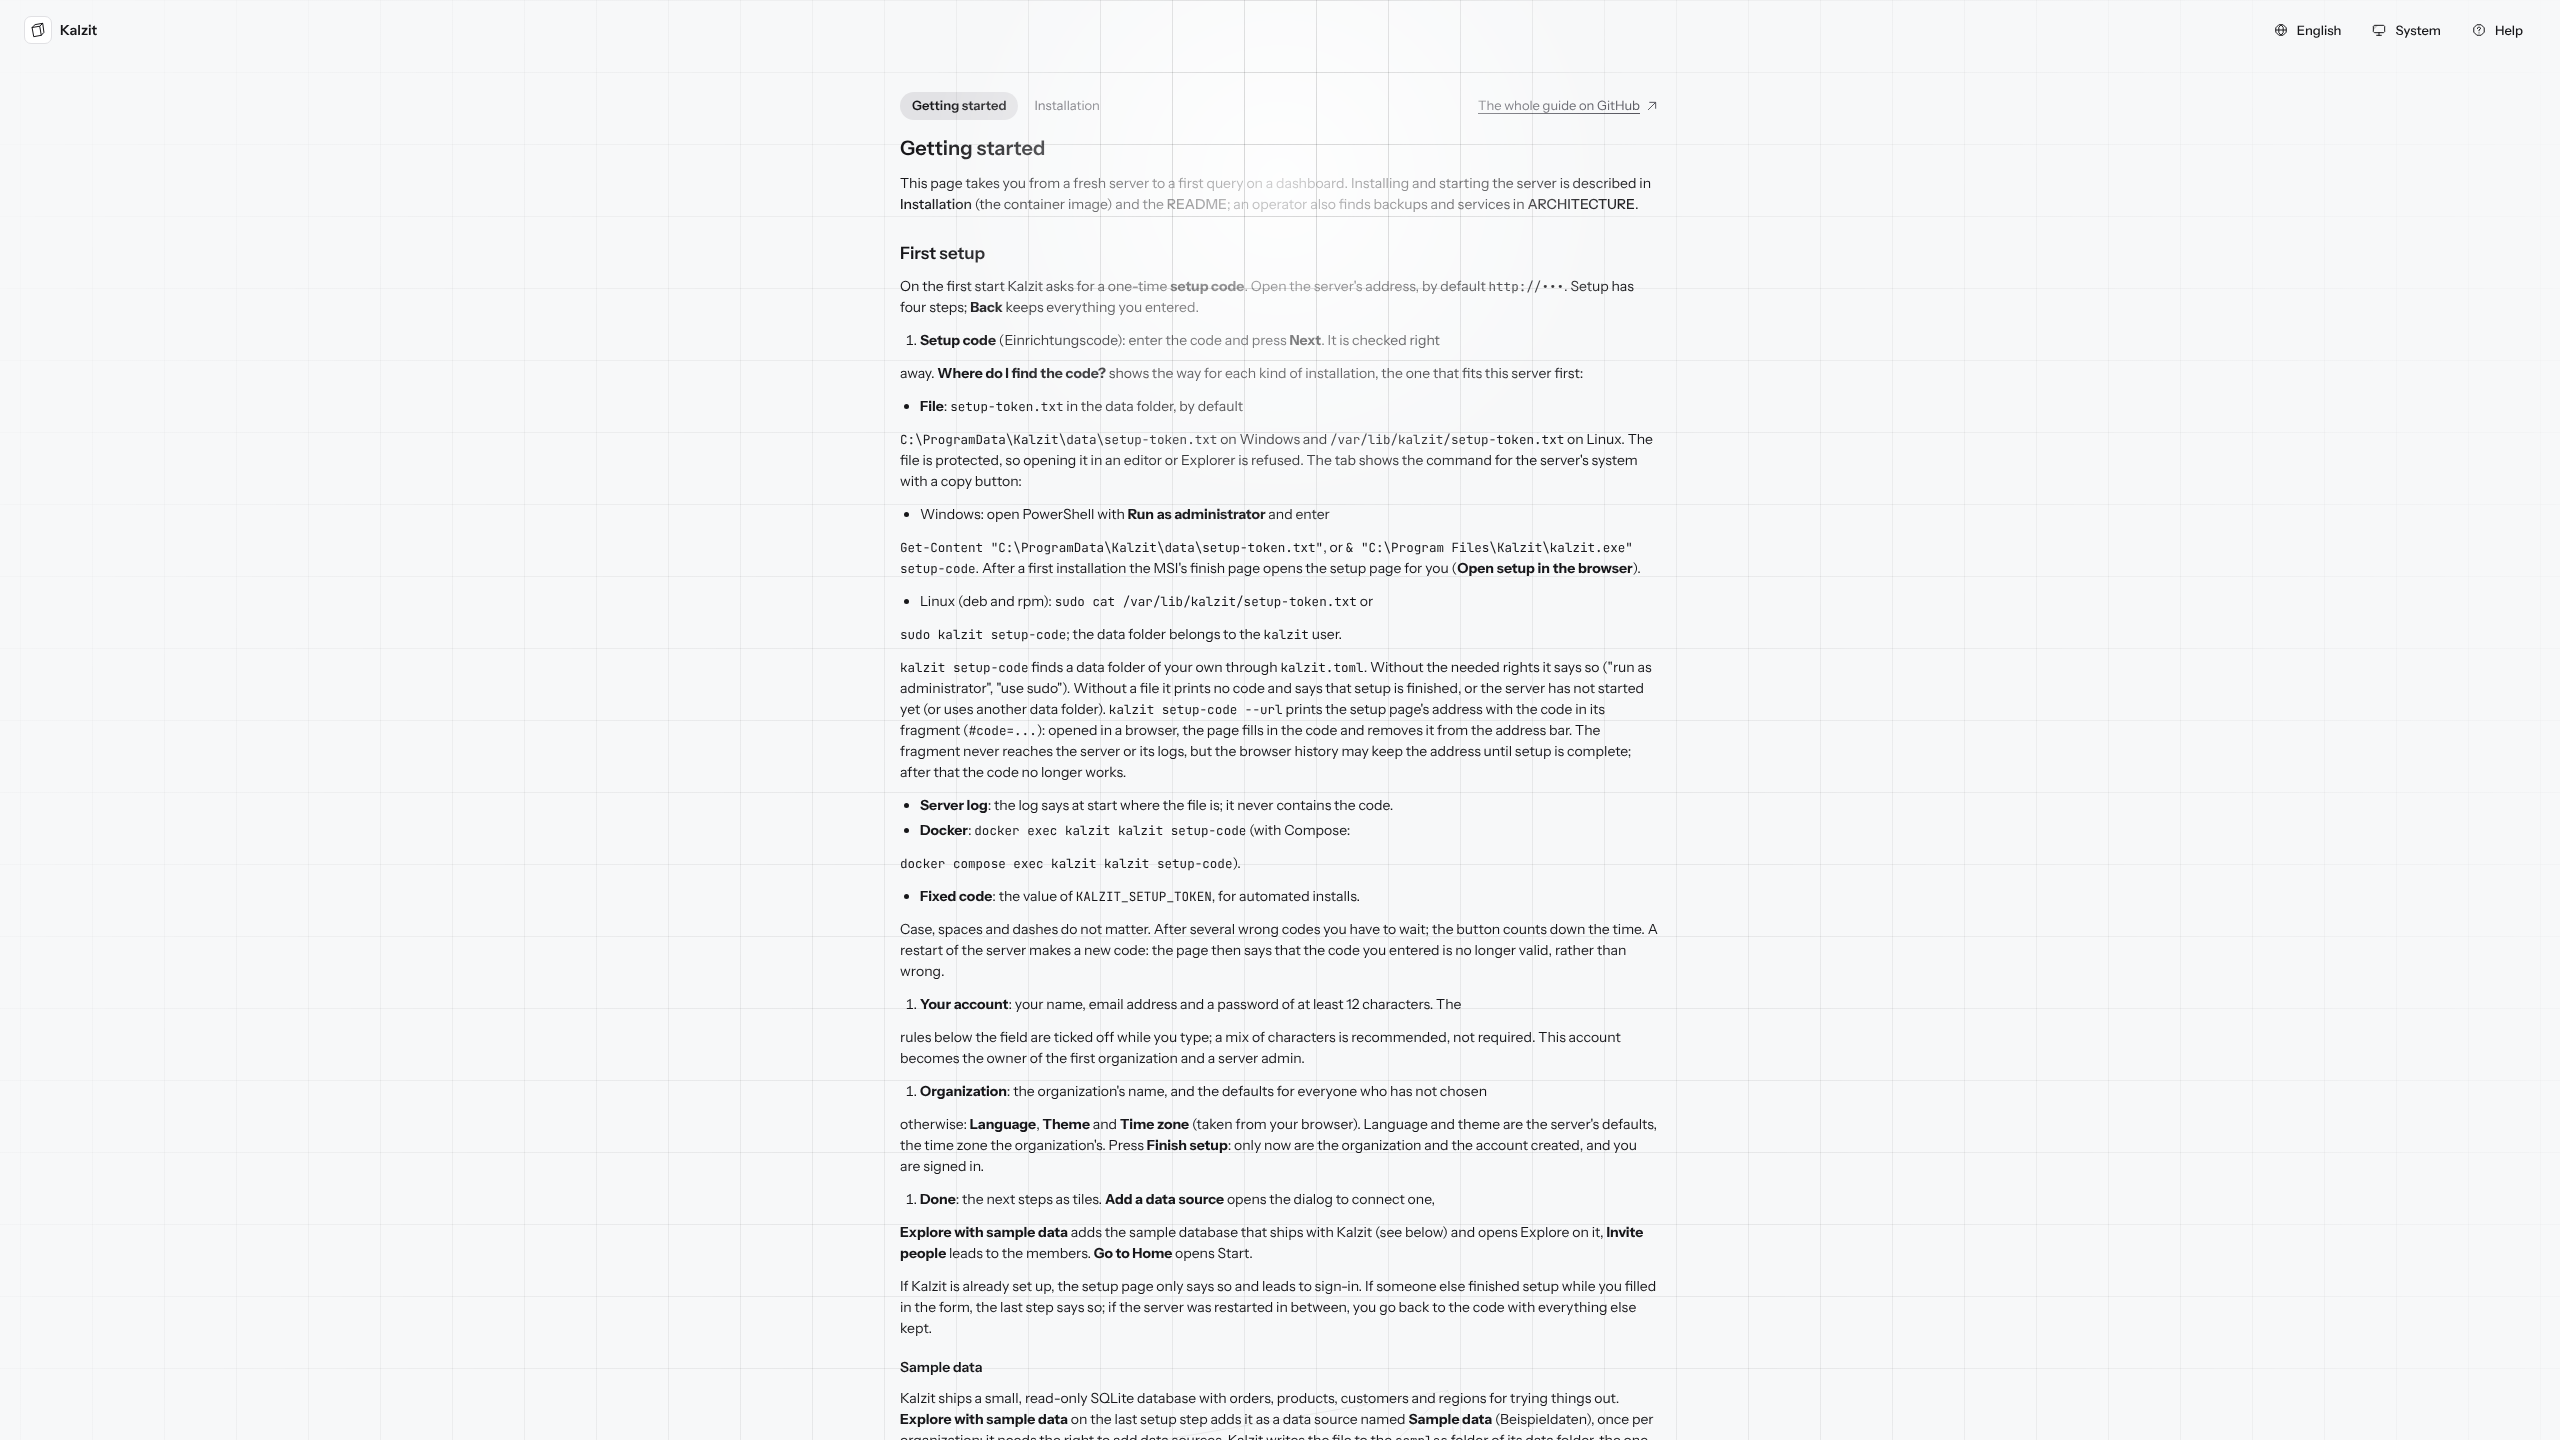 Kalzit
English
System
Help
Getting started
Installation
The whole guide on GitHub
Getting started
This page takes you from a fresh server to a first query on a dashboard. Installing and starting the server is described in
Installation (the container image) and the README; an operator also finds backups and services in ARCHITECTURE.
First setup
On the first start Kalzit asks for a one-time setup code. Open the server's address, by default http://•••. Setup has
four steps; Back keeps everything you entered.
1. Setup code (Einrichtungscode): enter the code and press Next. It is checked right
away. Where do I find the code? shows the way for each kind of installation, the one that fits this server first:
• File: setup-token.txt in the data folder, by default
C:\ProgramData\Kalzit\data\setup-token.txt on Windows and /var/lib/kalzit/setup-token.txt on Linux. The
file is protected, so opening it in an editor or Explorer is refused. The tab shows the command for the server's system
with a copy button:
• Windows: open PowerShell with Run as administrator and enter
Get-Content "C:\ProgramData\Kalzit\data\setup-token.txt", or & "C:\Program Files\Kalzit\kalzit.exe"
setup-code. After a first installation the MSI's finish page opens the setup page for you (Open setup in the browser).
• Linux (deb and rpm): sudo cat /var/lib/kalzit/setup-token.txt or
sudo kalzit setup-code; the data folder belongs to the kalzit user.
kalzit setup-code finds a data folder of your own through kalzit.toml. Without the needed rights it says so ("run as
administrator", "use sudo"). Without a file it prints no code and says that setup is finished, or the server has not started
yet (or uses another data folder). kalzit setup-code --url prints the setup page's address with the code in its
fragment (#code=...): opened in a browser, the page fills in the code and removes it from the address bar. The
fragment never reaches the server or its logs, but the browser history may keep the address until setup is complete;
after that the code no longer works.
• Server log: the log says at start where the file is; it never contains the code.
• Docker: docker exec kalzit kalzit setup-code (with Compose:
docker compose exec kalzit kalzit setup-code).
• Fixed code: the value of KALZIT_SETUP_TOKEN, for automated installs.
Case, spaces and dashes do not matter. After several wrong codes you have to wait; the button counts down the time. A
restart of the server makes a new code: the page then says that the code you entered is no longer valid, rather than
wrong.
1. Your account: your name, email address and a password of at least 12 characters. The
rules below the field are ticked off while you type; a mix of characters is recommended, not required. This account
becomes the owner of the first organization and a server admin.
1. Organization: the organization's name, and the defaults for everyone who has not chosen
otherwise: Language, Theme and Time zone (taken from your browser). Language and theme are the server's defaults,
the time zone the organization's. Press Finish setup: only now are the organization and the account created, and you
are signed in.
1. Done: the next steps as tiles. Add a data source opens the dialog to connect one,
Explore with sample data adds the sample database that ships with Kalzit (see below) and opens Explore on it, Invite
people leads to the members. Go to Home opens Start.
If Kalzit is already set up, the setup page only says so and leads to sign-in. If someone else finished setup while you filled
in the form, the last step says so; if the server was restarted in between, you go back to the code with everything else
kept.
Sample data
Kalzit ships a small, read-only SQLite database with orders, products, customers and regions for trying things out.
Explore with sample data on the last setup step adds it as a data source named Sample data (Beispieldaten), once per
organization; it needs the right to add data sources. Kalzit writes the file to the samples folder of its data folder, the one